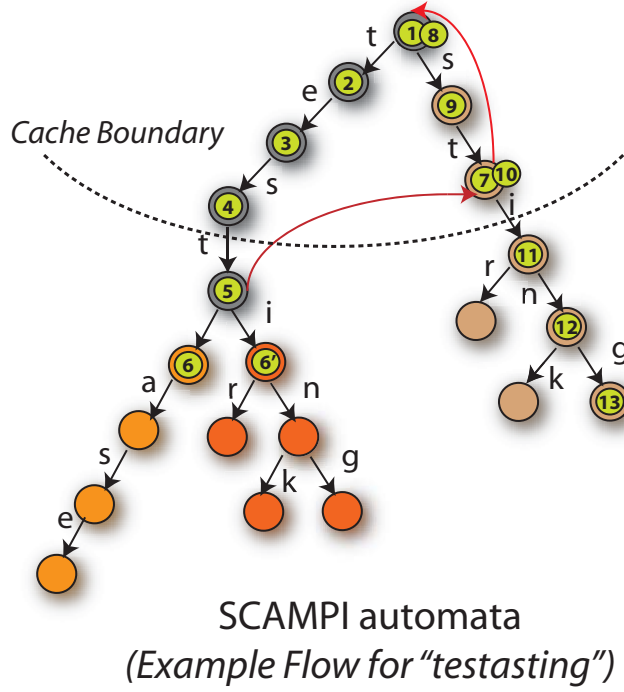 1 8
t
s
2
9
e
Cache Boundary
3
t
7 10
s
4
i
t
11
5
r
n
i
12
6
6'
k
g
a
r
n
13
s
k
g
e
SCAMPI automata
(Example Flow for “testasting”)